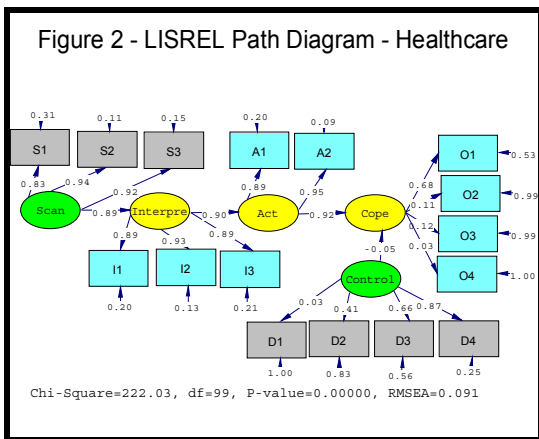 Figure 2 - LISREL Path Diagram - Healthcare
0.31 0.11 0.15 0.20 0.09
S1 S2 S3 A1 A2 O1 0.53
0.83 0.94 0.92 0.89 0.95 0.68 O2 0.99
Scan 0.89 Interpre 0.90 Act 0.92 Cope 0.11
0.12 O3 0.99
0.89 0.93 0.89 -0.05 0.03 O4 1.00
I1 I2 I3 Control
0.20 0.13 0.21 0.03 0.41 0.66 0.87
D1 D2 D3 D4
1.00 0.83 0.56 0.25
Chi-Square=222.03, df=99, P-value=0.00000, RMSEA=0.091